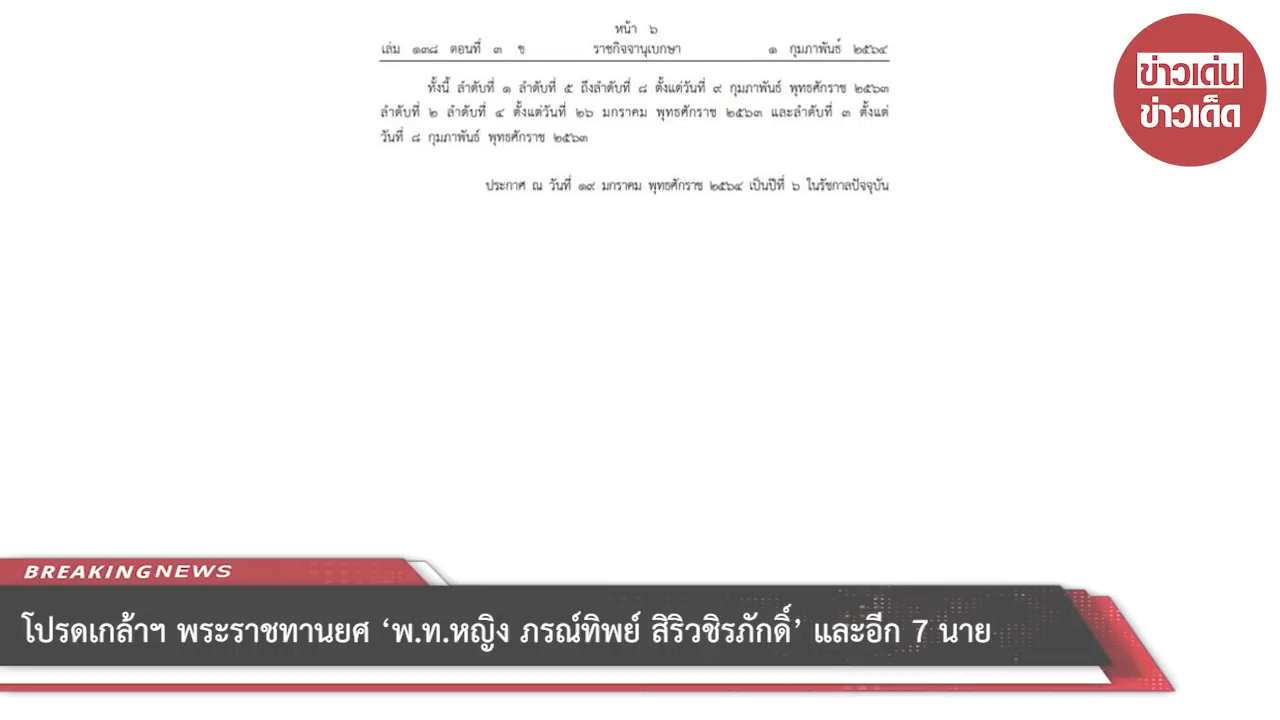 หน้า ๖
เล่ม ๑๓๘ ตอนที่ ๓ ข ราชกิจจานุเบกษา ๑ กุมภาพันธ์ ๒๕๖๔
ข่าวเด่น
ข่าวเด็ด
ทั้งนี้ ลำดับที่ ๑ ลำดับที่ ๕ ถึงลำดับที่ ๘ ตั้งแต่วันที่ ๙ กุมภาพันธ์ พุทธศักราช ๒๕๖๓
ลำดับที่ ๒ ลำดับที่ ๔ ตั้งแต่วันที่ ๒๖ มกราคม พุทธศักราช ๒๕๖๓ และลำดับที่ ๓ ตั้งแต่
วันที่ ๘ กุมภาพันธ์ พุทธศักราช ๒๕๖๓
ประกาศ ณ วันที่ ๑๙ มกราคม พุทธศักราช ๒๕๖๔ เป็นปีที่ ๖ ในรัชกาลปัจจุบัน
BREAKINGNEWS
โปรดเกล้าฯ พระราชทานยศ ‘พ.ท.หญิง ภรณ์ทิพย์ สิริวชิรภักดิ์’ และอีก 7 นาย